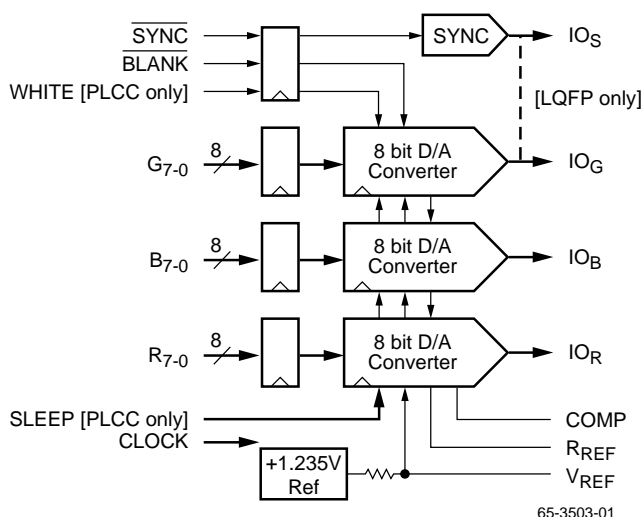 SYNC
SYNC
IOS
BLANK
WHITE [PLCC only]
[LQFP only]
G7-0
8
8 bit D/A
Converter
IOG
B7-0
8
8 bit D/A
Converter
IOB
R7-0
8
8 bit D/A
Converter
IOR
SLEEP [PLCC only]
COMP
CLOCK
RREF
+1.235V
Ref
VREF
65-3503-01